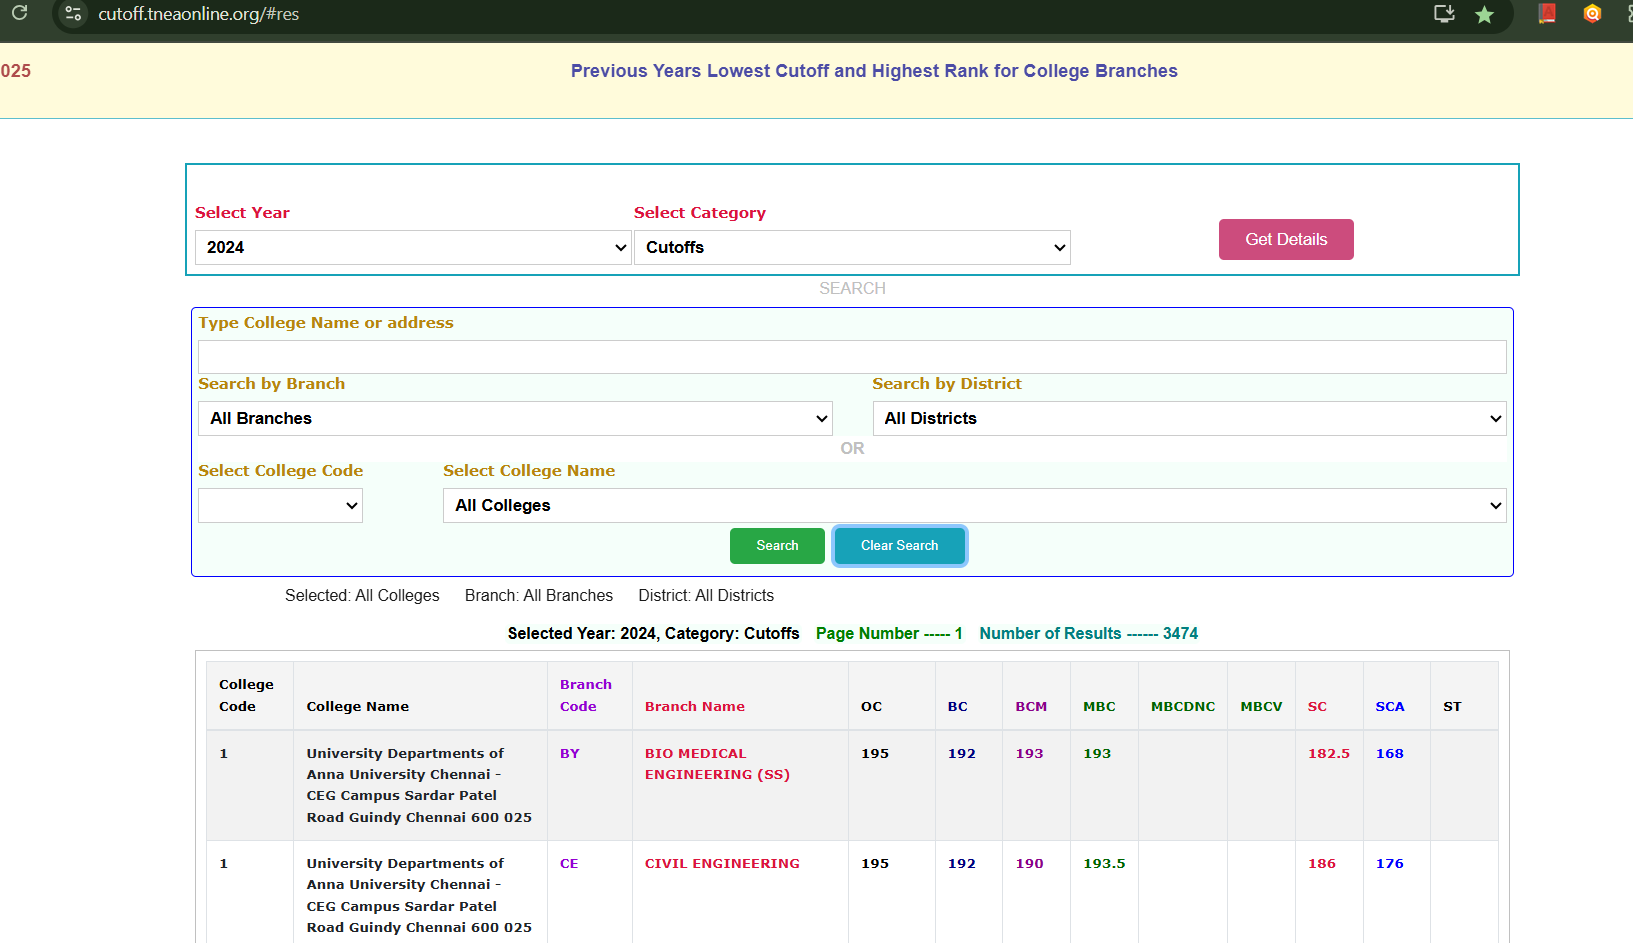 cutoff.tneaonline.org/#res
025
Previous Years Lowest Cutoff and Highest Rank for College Branches
Select Year
Select Category
2024
Cutoffs
Get Details
SEARCH
Type College Name or address
Search by Branch
Search by District
All Branches
All Districts
OR
Select College Code
Select College Name
All Colleges
Search
Clear Search
Selected: All Colleges Branch: All Branches District: All Districts
Selected Year: 2024, Category: Cutoffs Page Number ----- 1 Number of Results ------ 3474
College Code College Name Branch Code Branch Name OC BC BCM MBC MBCDNC MBCV SC SCA ST
1 University Departments of BY BIO MEDICAL 195 192 193 193 182.5 168
Anna University Chennai - ENGINEERING (SS)
CEG Campus Sardar Patel
Road Guindy Chennai 600 025
1 University Departments of CE CIVIL ENGINEERING 195 192 190 193.5 186 176
Anna University Chennai -
CEG Campus Sardar Patel
Road Guindy Chennai 600 025